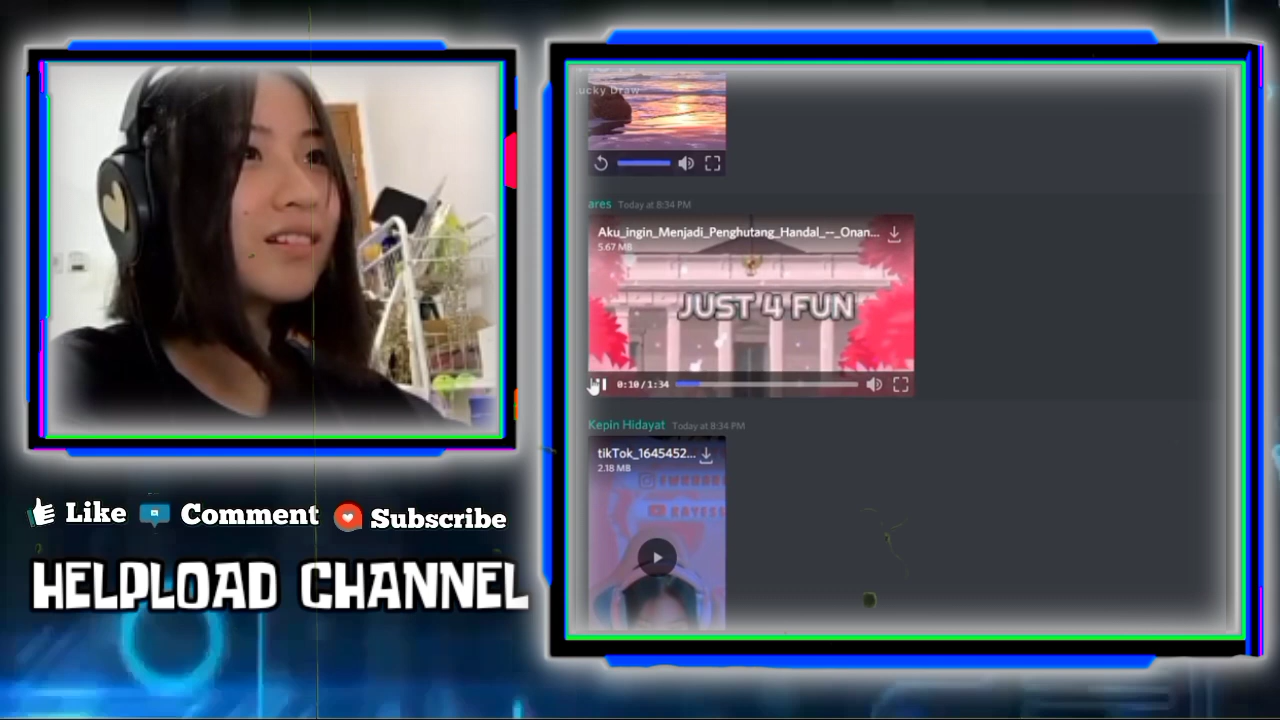 ucky Draw
ares Today at 8:34 PM
Aku_ingin_Menjadi_Penghutang_Handal_--_Onan...
5.67 MB
JUST 4 FUN
0:10 / 1:34
Kepin Hidayat Today at 8:34 PM
tikTok_1645452...
2.18 MB
Like Comment Subscribe
HELPLOAD CHANNEL